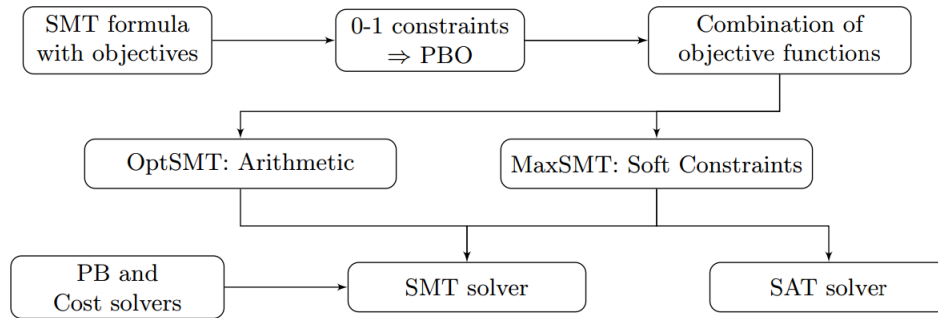 SMT formula
with objectives
0-1 constraints
⇒ PBO
Combination of
objective functions
OptSMT: Arithmetic
MaxSMT: Soft Constraints
PB and
Cost solvers
SMT solver
SAT solver